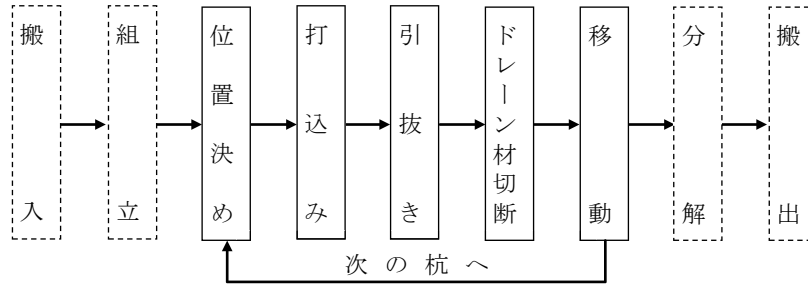 搬入
組立
位置決め
打込み
引抜き
ドレーン材切断
移動
分解
搬出
次の杭へ